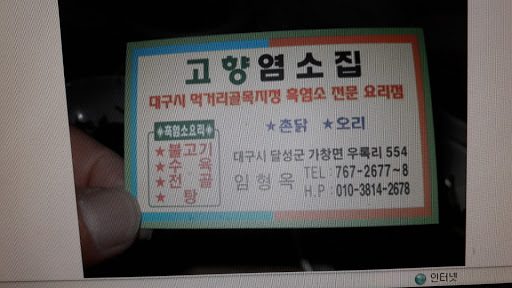 고향염소집
대구시 먹거리골목지정 흑염소 전문 요리점
★촌닭 ★오리
흑염소요리
★불고기
★수 육
★전 골
★ 탕
대구시 달성군 가창면 우록리 554
임형옥 TEL:767-2677~8
H.P:010-3814-2678
인터넷